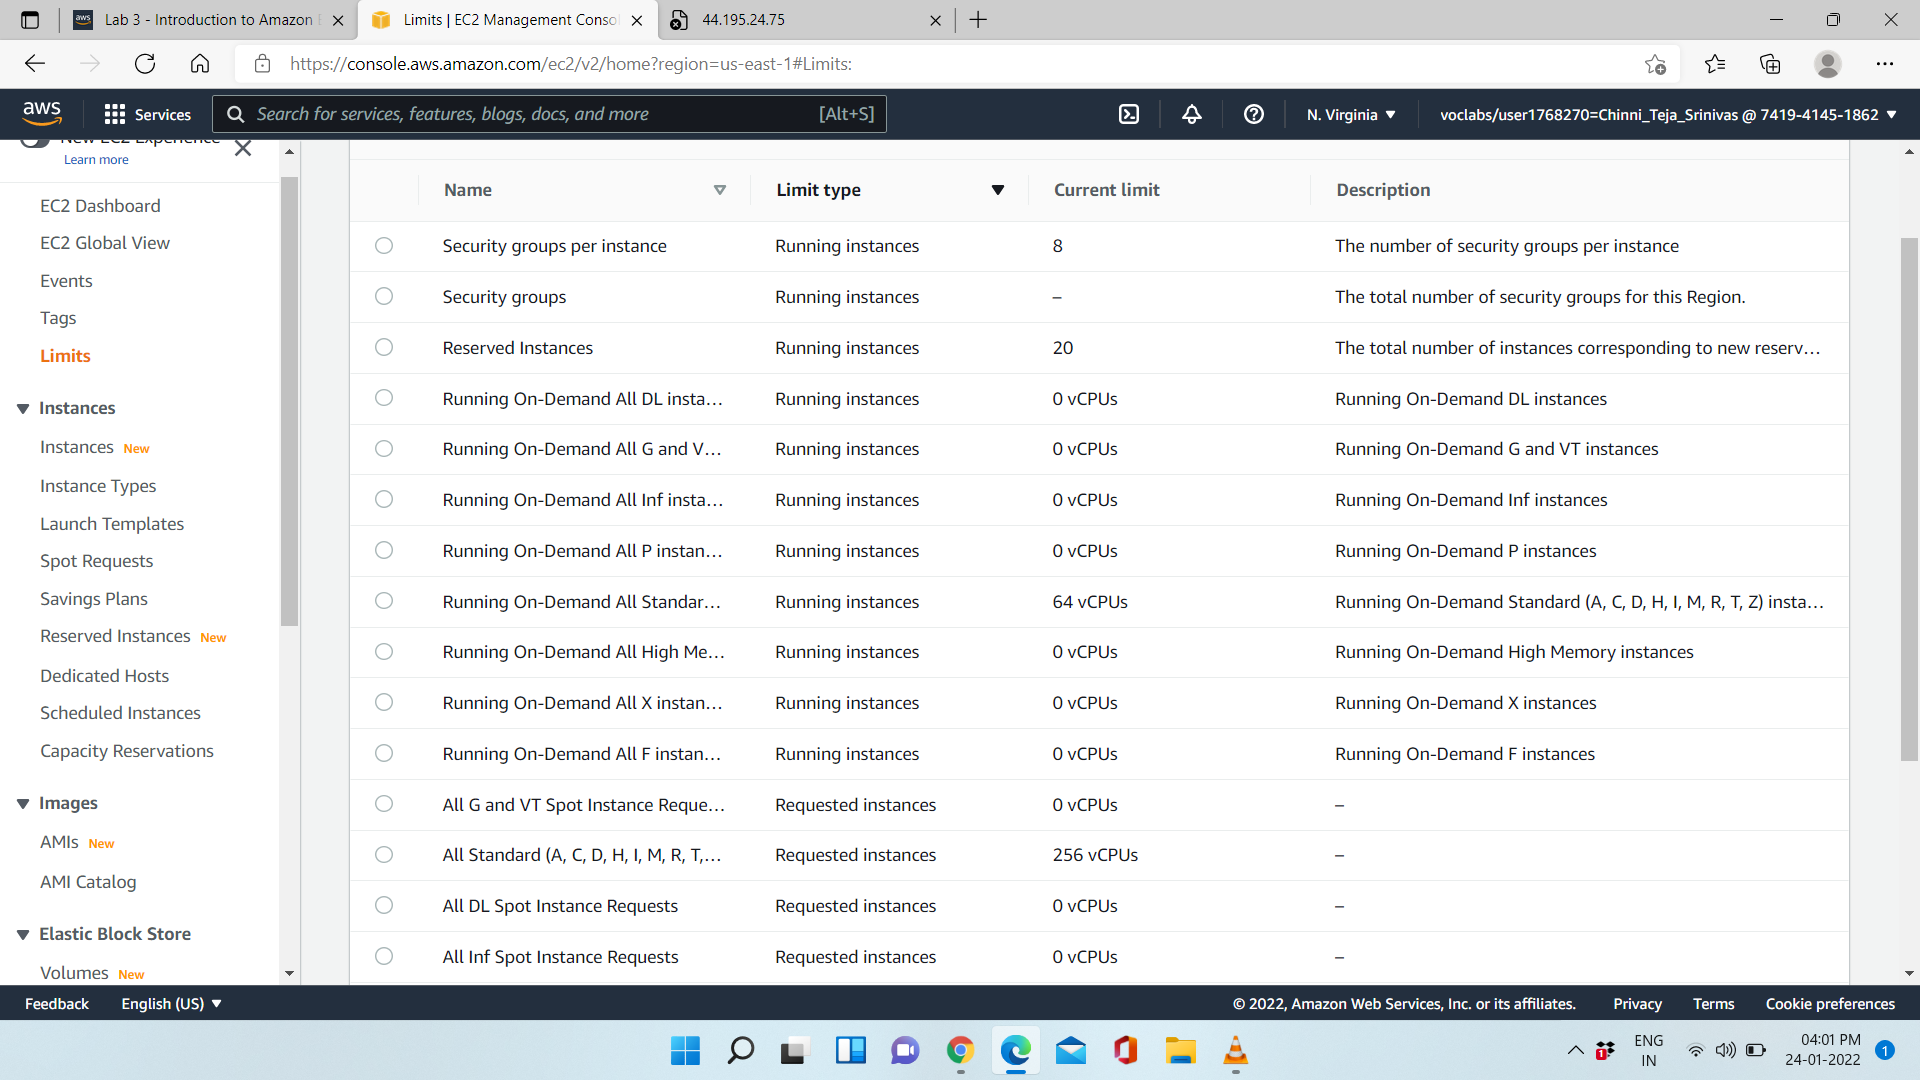 Lab 3 - Introduction to Amazon
Limits | EC2 Management Conso
44.195.24.75
https://console.aws.amazon.com/ec2/v2/home?region=us-east-1#Limits:
aws
Services
Search for services, features, blogs, docs, and more
[Alt+S]
N. Virginia
voclabs/user1768270=Chinni_Teja_Srinivas @ 7419-4145-1862
New EC2 Experience
Learn more
EC2 Dashboard
EC2 Global View
Events
Tags
Limits
Instances
Instances New
Instance Types
Launch Templates
Spot Requests
Savings Plans
Reserved Instances New
Dedicated Hosts
Scheduled Instances
Capacity Reservations
Images
AMIs New
AMI Catalog
Elastic Block Store
Volumes New
Name Limit type Current limit Description
Security groups per instance Running instances 8 The number of security groups per instance
Security groups Running instances – The total number of security groups for this Region.
Reserved Instances Running instances 20 The total number of instances corresponding to new reserv...
Running On-Demand All DL insta... Running instances 0 vCPUs Running On-Demand DL instances
Running On-Demand All G and V... Running instances 0 vCPUs Running On-Demand G and VT instances
Running On-Demand All Inf insta... Running instances 0 vCPUs Running On-Demand Inf instances
Running On-Demand All P instan... Running instances 0 vCPUs Running On-Demand P instances
Running On-Demand All Standar... Running instances 64 vCPUs Running On-Demand Standard (A, C, D, H, I, M, R, T, Z) insta...
Running On-Demand All High Me... Running instances 0 vCPUs Running On-Demand High Memory instances
Running On-Demand All X instan... Running instances 0 vCPUs Running On-Demand X instances
Running On-Demand All F instan... Running instances 0 vCPUs Running On-Demand F instances
All G and VT Spot Instance Reque... Requested instances 0 vCPUs –
All Standard (A, C, D, H, I, M, R, T,... Requested instances 256 vCPUs –
All DL Spot Instance Requests Requested instances 0 vCPUs –
All Inf Spot Instance Requests Requested instances 0 vCPUs –
Feedback English (US) © 2022, Amazon Web Services, Inc. or its affiliates. Privacy Terms Cookie preferences
1
ENG
IN
04:01 PM
24-01-2022
1